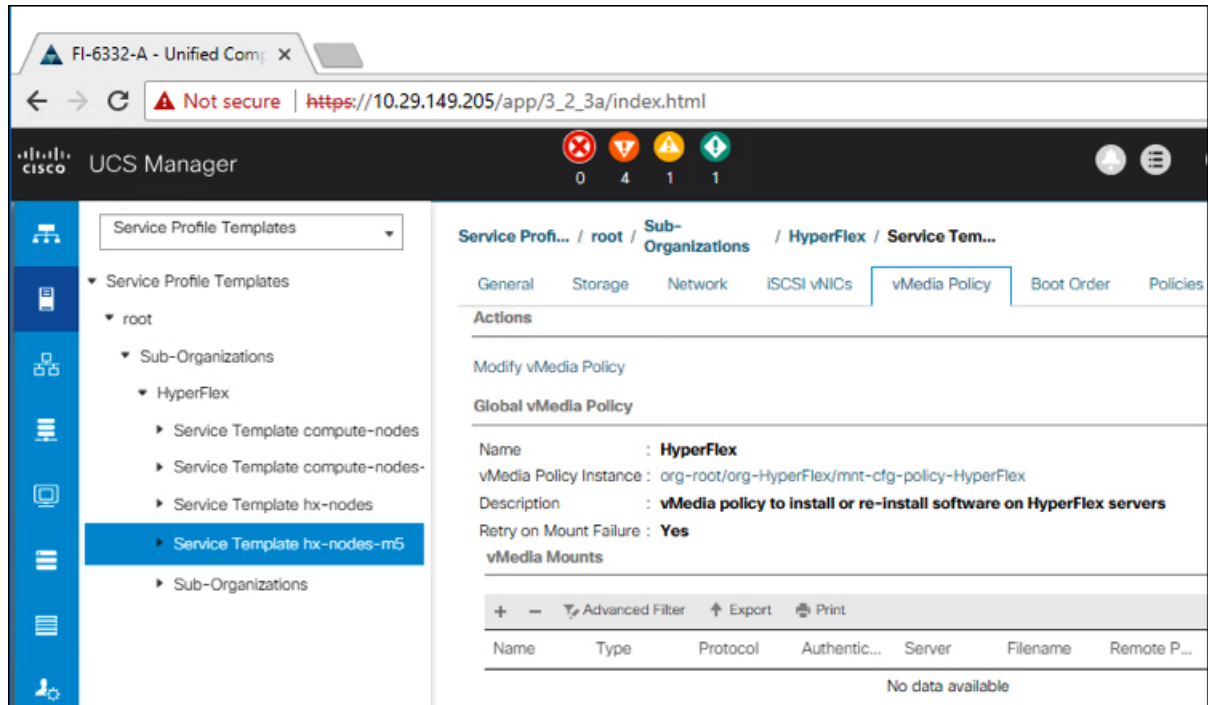 FI-6332-A - Unified Comp
Not secure | https://10.29.149.205/app/3_2_3a/index.html
cisco UCS Manager
0 4 1 1
Service Profile Templates
Service Profile Templates
root
Sub-Organizations
HyperFlex
Service Template compute-nodes
Service Template compute-nodes-
Service Template hx-nodes
Service Template hx-nodes-m5
Sub-Organizations
Service Profi... / root / Sub-Organizations / HyperFlex / Service Tem...
General Storage Network iSCSI vNICs vMedia Policy Boot Order Policies
Actions
Modify vMedia Policy
Global vMedia Policy
Name : HyperFlex
vMedia Policy Instance : org-root/org-HyperFlex/mnt-cfg-policy-HyperFlex
Description : vMedia policy to install or re-install software on HyperFlex servers
Retry on Mount Failure : Yes
vMedia Mounts
+ − Advanced Filter Export Print
Name Type Protocol Authentic... Server Filename Remote P...
No data available